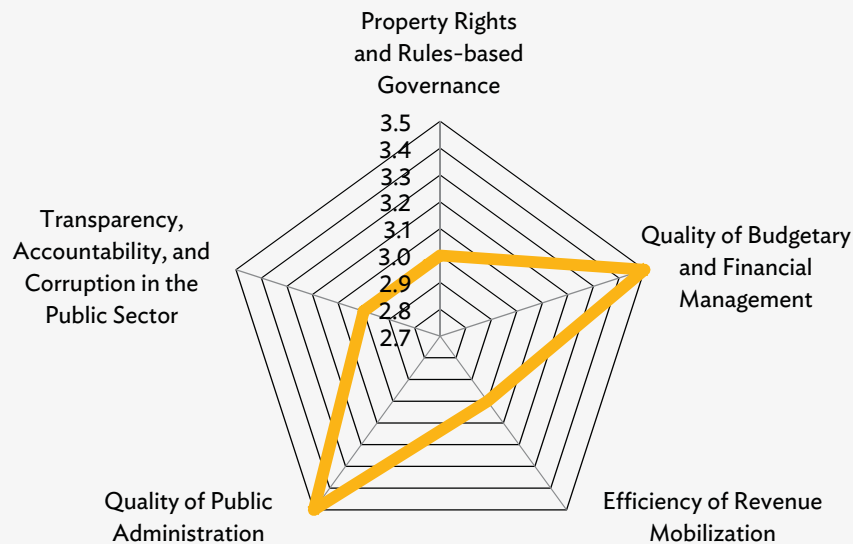 Property Rights
and Rules-based
Governance
3.5
3.4
3.3
3.2
3.1
3.0
2.9
2.8
2.7
Transparency,
Accountability, and
Corruption in the
Public Sector
Quality of Budgetary
and Financial
Management
Quality of Public
Administration
Efficiency of Revenue
Mobilization